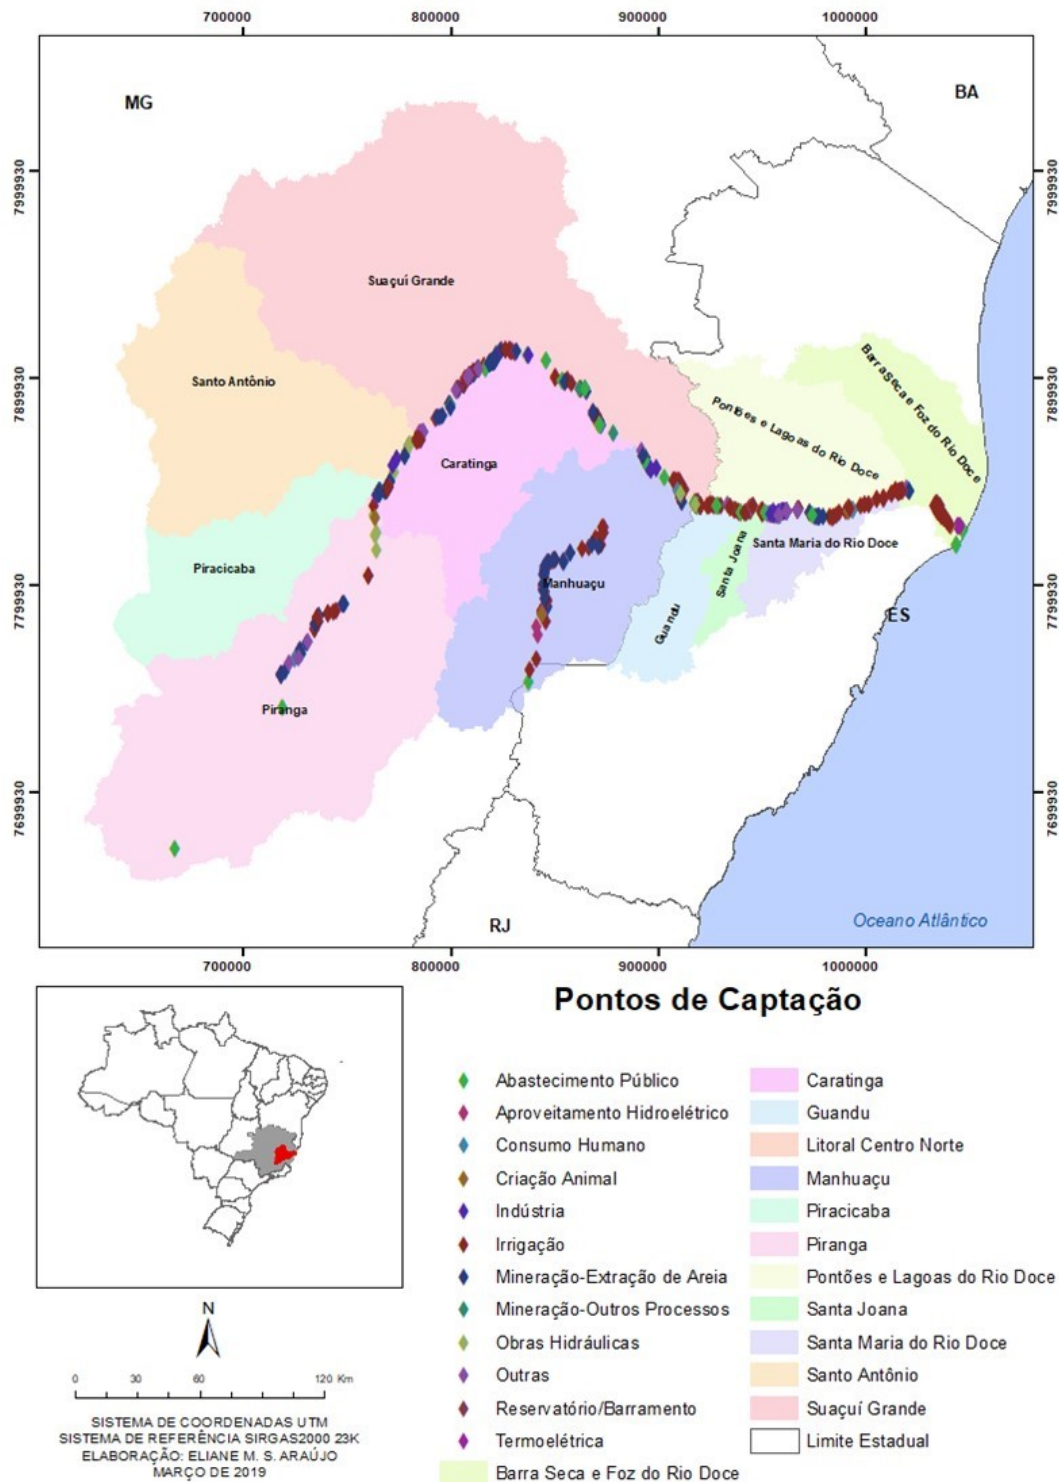 700000 800000 900000 1000000
MG
BA
7999930 7999930
Suaçuí Grande
Santo Antônio
7899930 7899930
Barra Seca e Foz do Rio Doce
Pontões e Lagoas do Rio Doce
Caratinga
Santa Maria do Rio Doce
Piracicaba
Manhuaçu
Santa Joana
7799930 7799930
Guandu
ES
Piranga
7699930 7699930
RJ
Oceano Atlântico
700000 800000 900000 1000000
Pontos de Captação
Abastecimento Público
Aproveitamento Hidroelétrico
Consumo Humano
Criação Animal
Indústria
Irrigação
Mineração-Extração de Areia
Mineração-Outros Processos
Obras Hidráulicas
Outras
Reservatório/Barramento
Termoelétrica
Barra Seca e Foz do Rio Doce
Caratinga
Guandu
Litoral Centro Norte
Manhuaçu
Piracicaba
Piranga
Pontões e Lagoas do Rio Doce
Santa Joana
Santa Maria do Rio Doce
Santo Antônio
Suaçuí Grande
Limite Estadual
N
0 30 60 120 Km
SISTEMA DE COORDENADAS UTM
SISTEMA DE REFERÊNCIA SIRGAS2000 23K
ELABORAÇÃO: ELIANE M. S. ARAÚJO
MARÇO DE 2019